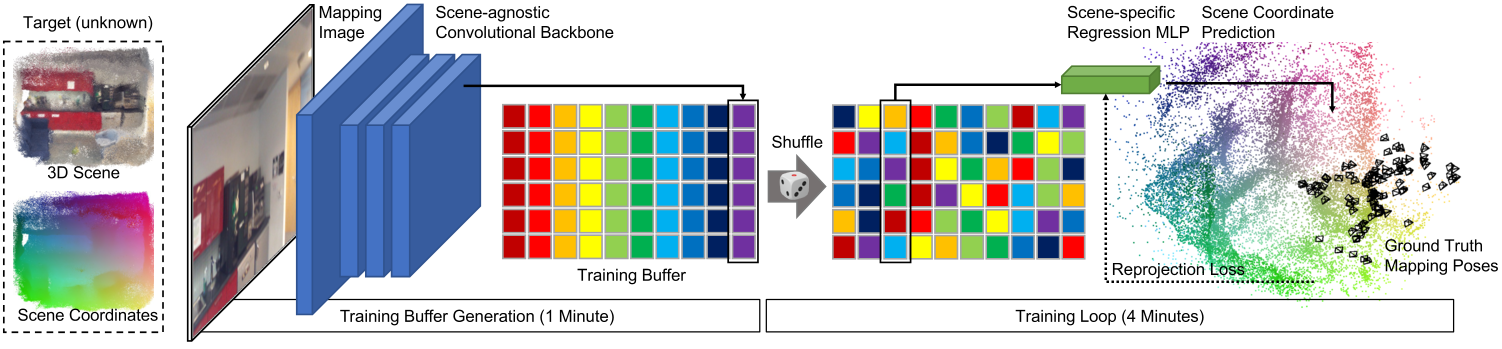 Target (unknown)
3D Scene
Scene Coordinates
Mapping
Image
Scene-agnostic
Convolutional Backbone
Training Buffer
Training Buffer Generation (1 Minute)
Shuffle
Scene-specific
Regression MLP
Scene Coordinate
Prediction
Reprojection Loss
Ground Truth
Mapping Poses
Training Loop (4 Minutes)